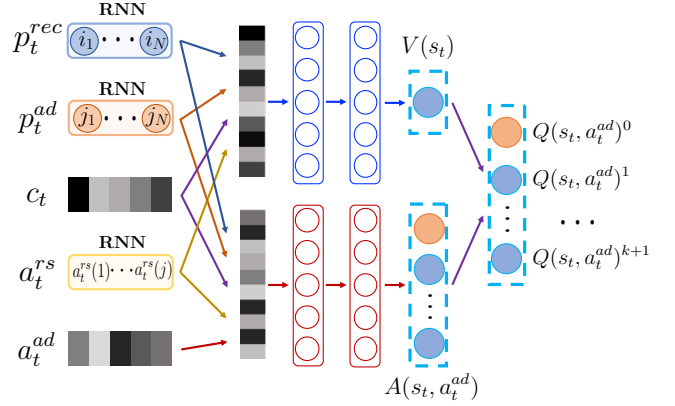 RNN
p_t^{rec} i_1 ··· i_N
RNN
p_t^{ad} j_1 ··· j_N
c_t
RNN
a_t^{rs} a_t^{rs}(1)···a_t^{rs}(j)
a_t^{ad}
V(s_t)
A(s_t, a_t^{ad})
Q(s_t, a_t^{ad})^0
Q(s_t, a_t^{ad})^1
···
Q(s_t, a_t^{ad})^{k+1}